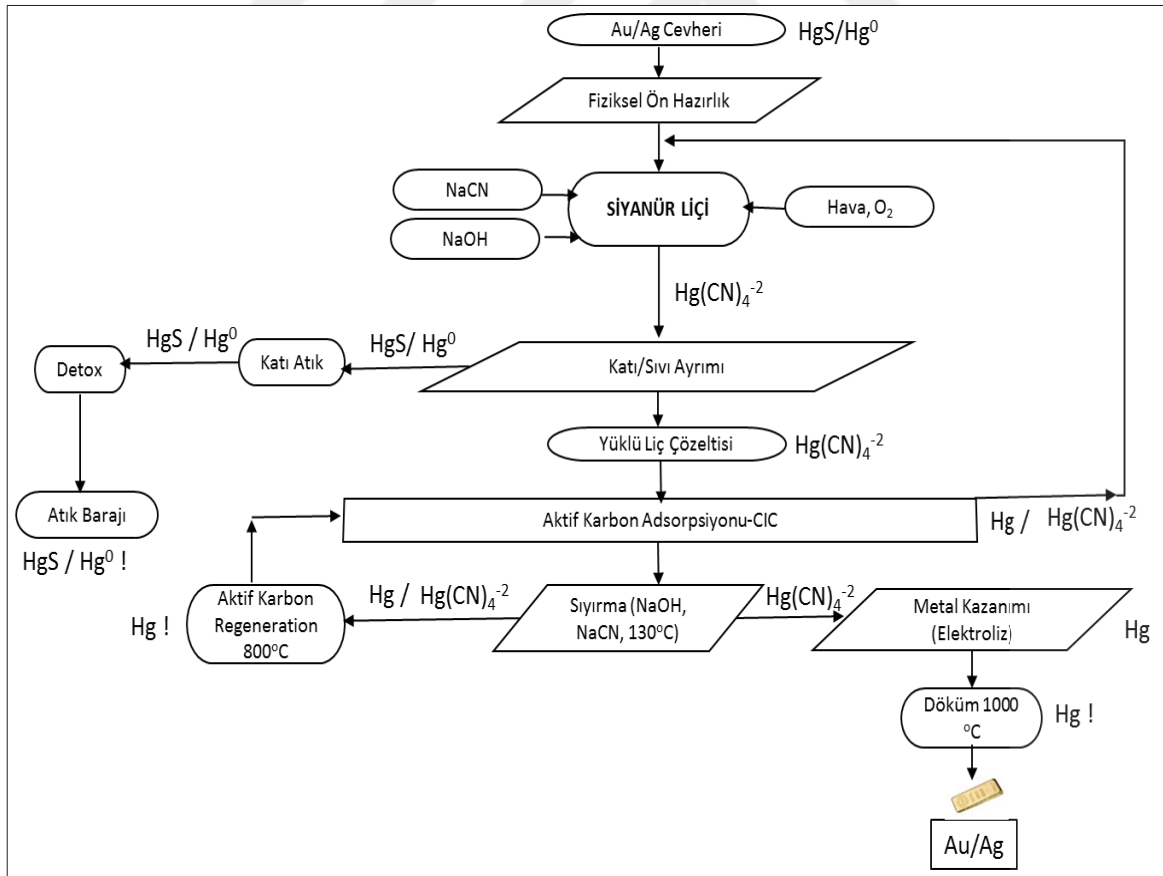 Au/Ag Cevheri
HgS/Hg⁰
Fiziksel Ön Hazırlık
NaCN
SİYANÜR LİÇİ
Hava, O₂
NaOH
Hg(CN)₄⁻²
HgS / Hg⁰
HgS/ Hg⁰
Detox
Katı Atık
Katı/Sıvı Ayrımı
Yüklü Liç Çözeltisi
Hg(CN)₄⁻²
Atık Barajı
HgS / Hg⁰ !
Aktif Karbon Adsorpsiyonu-CIC
Hg / Hg(CN)₄⁻²
Hg !
Aktif Karbon
Regeneration
800°C
Hg / Hg(CN)₄⁻²
Sıyırma (NaOH,
NaCN, 130°C)
Hg(CN)₄⁻²
Metal Kazanımı
(Elektroliz)
Hg
Döküm 1000
°C
Hg !
Au/Ag